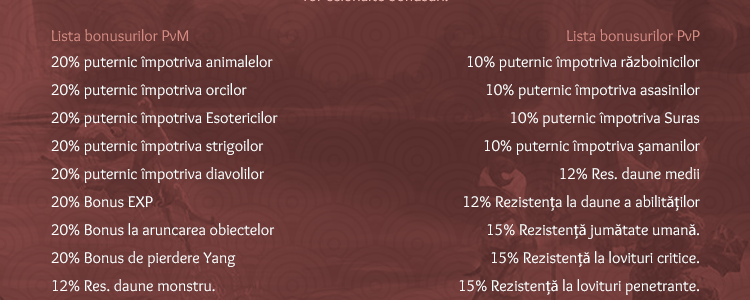 Lista bonusurilor PvM
20% puternic împotriva animalelor
20% puternic împotriva orcilor
20% puternic împotriva Esotericilor
20% puternic împotriva strigoilor
20% puternic împotriva diavolilor
20% Bonus EXP
20% Bonus la aruncarea obiectelor
20% Bonus de pierdere Yang
12% Res. daune monstru.
Lista bonusurilor PvP
10% puternic împotriva războinicilor
10% puternic împotriva asasinilor
10% puternic împotriva Suras
10% puternic împotriva șamanilor
12% Res. daune medii
12% Rezistența la daune a abilităților
15% Rezistență jumătate umană.
15% Rezistență la lovituri critice.
15% Rezistență la lovituri penetrante.